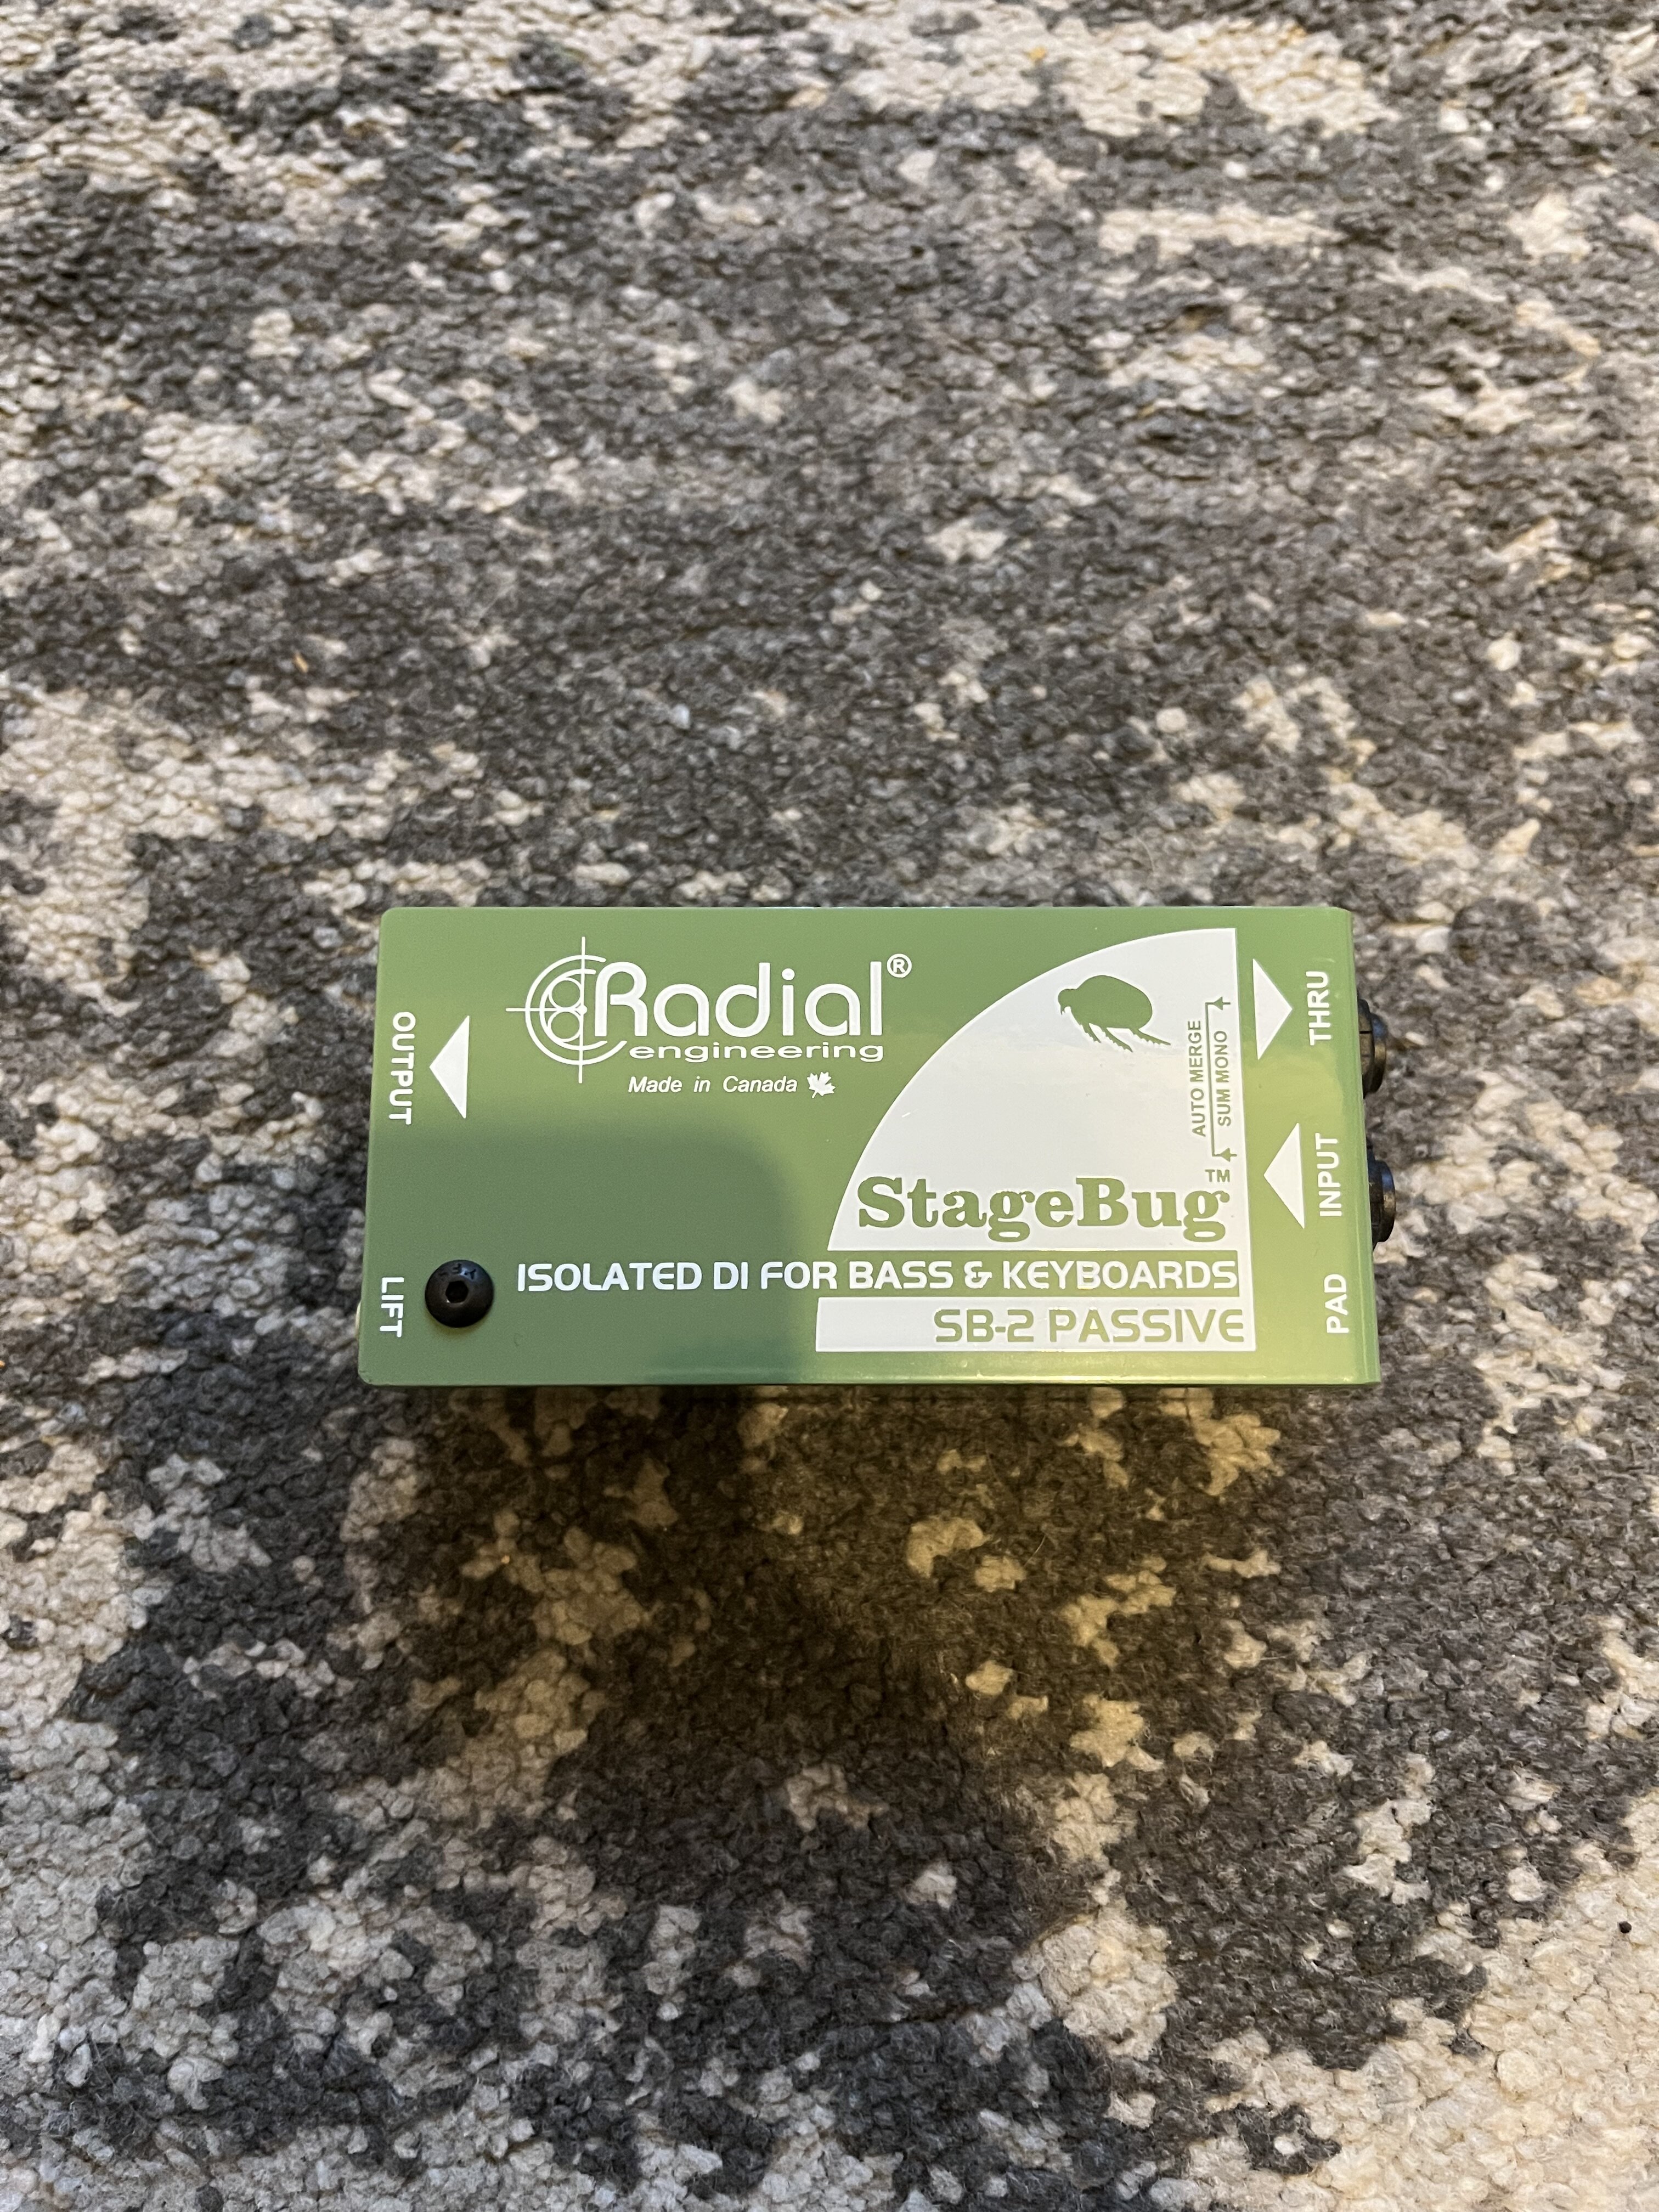 Radial®
engineering
Made in Canada
OUTPUT
LIFT
AUTO MERGE
SUM MONO
StageBug™
ISOLATED DI FOR BASS & KEYBOARDS
SB-2 PASSIVE
THRU
INPUT
PAD